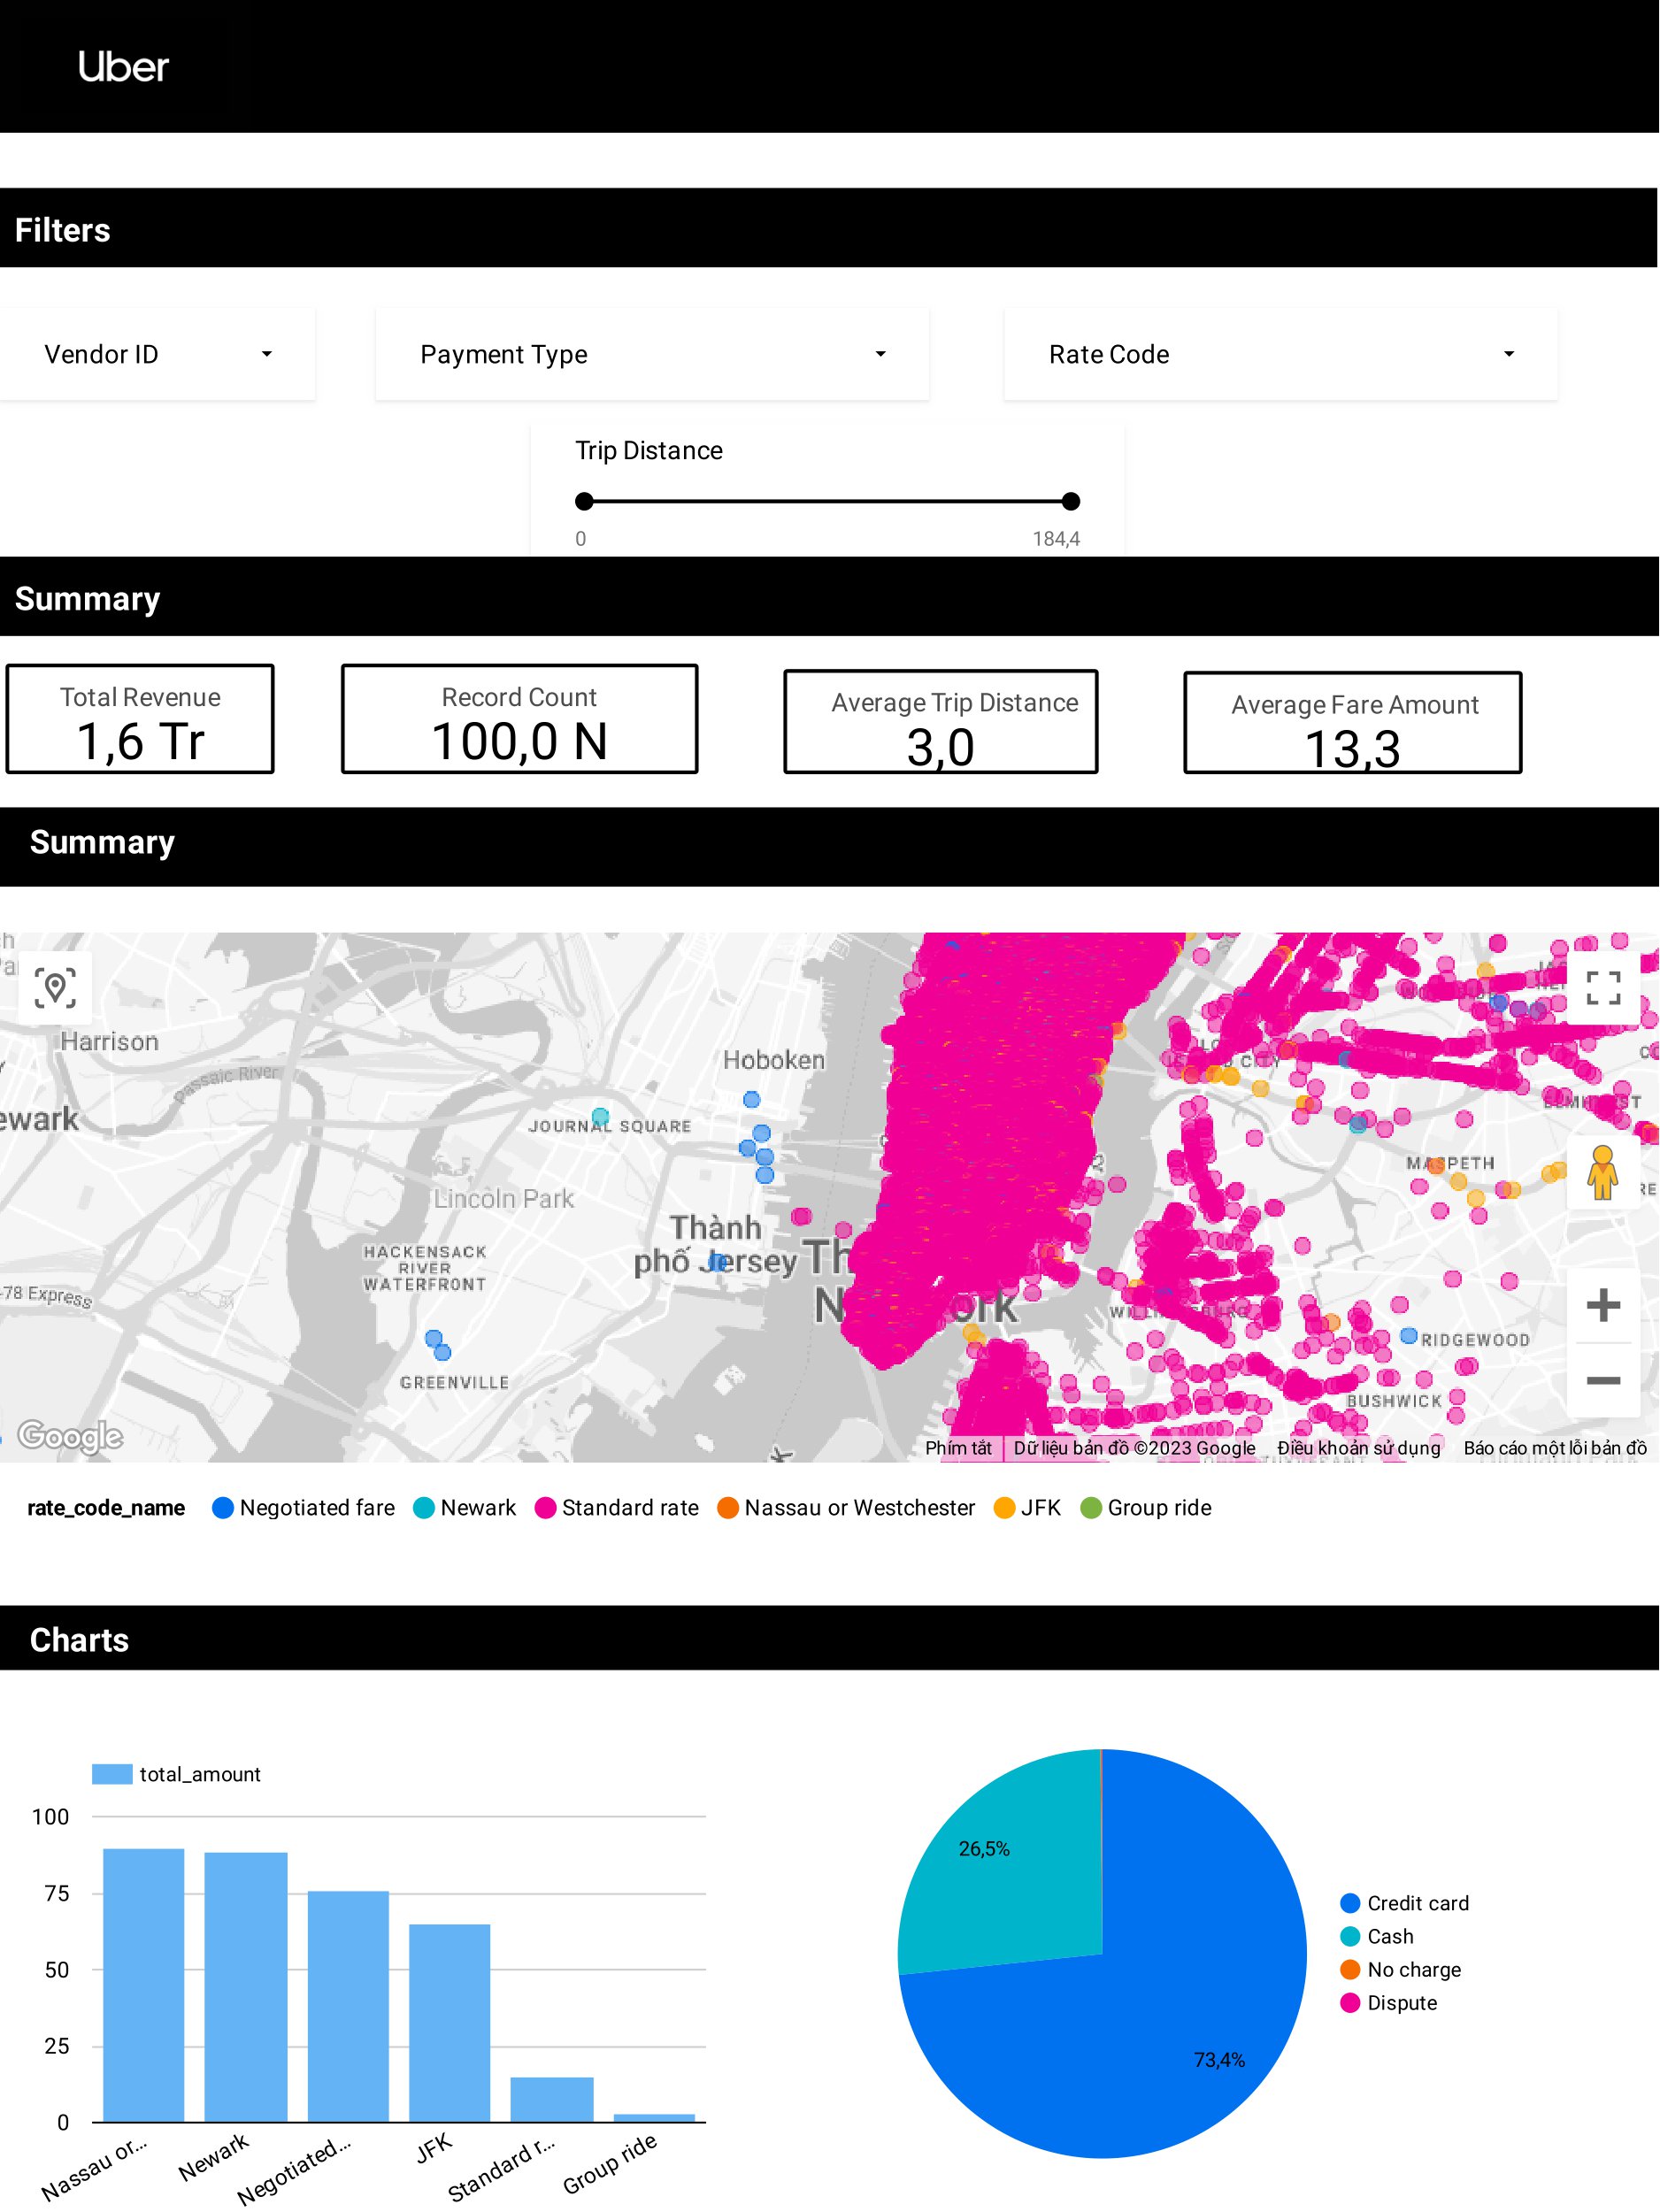 Uber
Filters
Vendor ID
Payment Type
Rate Code
Trip Distance
0
184,4
Summary
Total Revenue
1,6 Tr
Record Count
100,0 N
Average Trip Distance
3,0
Average Fare Amount
13,3
Summary
Harrison
Passaic River
ewark
Hoboken
JOURNAL SQUARE
Lincoln Park
Thành
phố Jersey
HACKENSACK
RIVER
WATERFRONT
-78 Express
GREENVILLE
MASPETH
RIDGEWOOD
BUSHWICK
Google
Phím tắt
Dữ liệu bản đồ ©2023 Google
Điều khoản sử dụng
Báo cáo một lỗi bản đồ
rate_code_name
Negotiated fare
Newark
Standard rate
Nassau or Westchester
JFK
Group ride
Charts
total_amount
100
75
50
25
0
Nassau or...
Newark
Negotiated...
JFK
Standard r...
Group ride
26,5%
73,4%
Credit card
Cash
No charge
Dispute